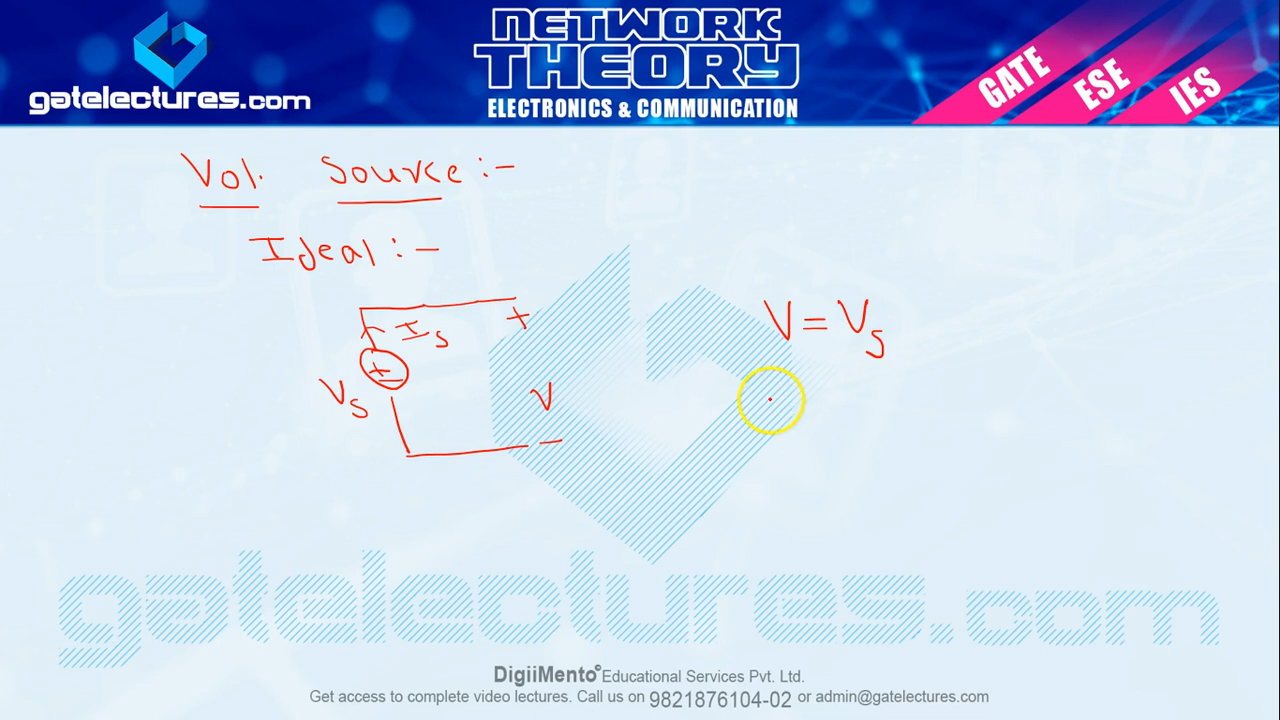 gatelectures.com
NETWORK
THEORY
ELECTRONICS & COMMUNICATION
GATE
ESE
IES
Vol. Source :-
Ideal :-
+
Is
V = Vs
±
Vs
V
−
gatelectures.com
DigiiMento© Educational Services Pvt. Ltd.
Get access to complete video lectures. Call us on 9821876104-02 or admin@gatelectures.com